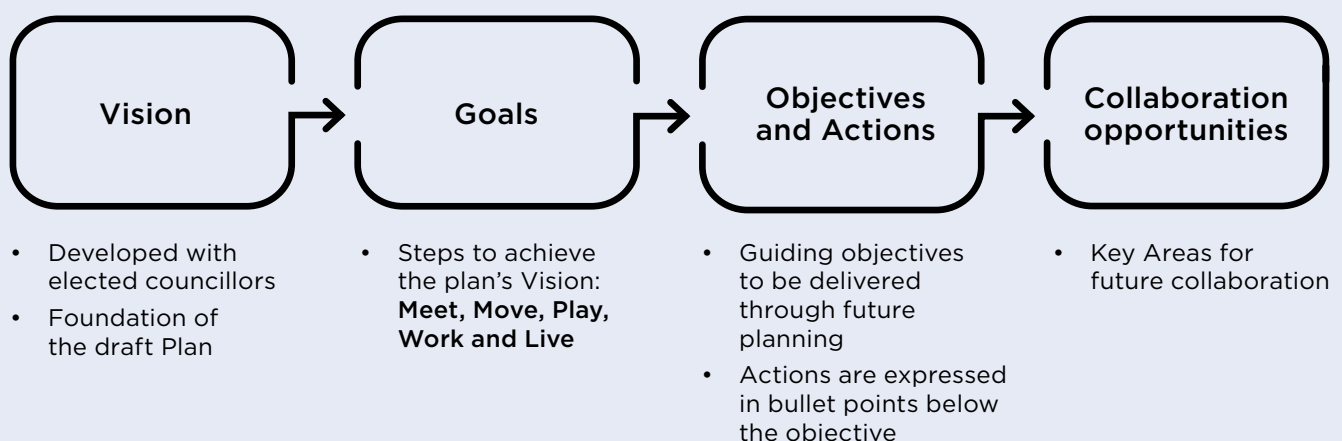 Vision
Goals
Objectives
and Actions
Collaboration
opportunities
• Developed with
elected councillors
• Foundation of
the draft Plan
• Steps to achieve
the plan’s Vision:
Meet, Move, Play,
Work and Live
• Guiding objectives
to be delivered
through future
planning
• Actions are expressed
in bullet points below
the objective
• Key Areas for
future collaboration